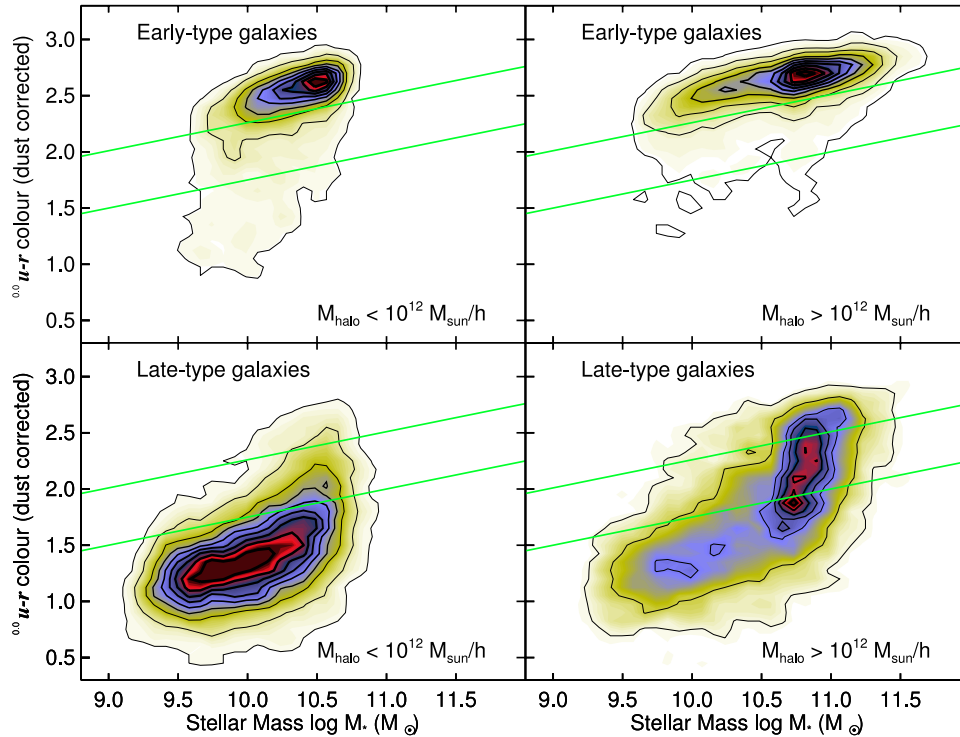 Early-type galaxies
Early-type galaxies
3.0
2.5
2.0
1.5
1.0
0.5
0.0 u-r colour (dust corrected)
M_halo < 10^12 M_sun/h
M_halo > 10^12 M_sun/h
Late-type galaxies
Late-type galaxies
3.0
2.5
2.0
1.5
1.0
0.5
0.0 u-r colour (dust corrected)
M_halo < 10^12 M_sun/h
M_halo > 10^12 M_sun/h
9.0 9.5 10.0 10.5 11.0 11.5
9.0 9.5 10.0 10.5 11.0 11.5
Stellar Mass log M* (M⊙)
Stellar Mass log M* (M⊙)